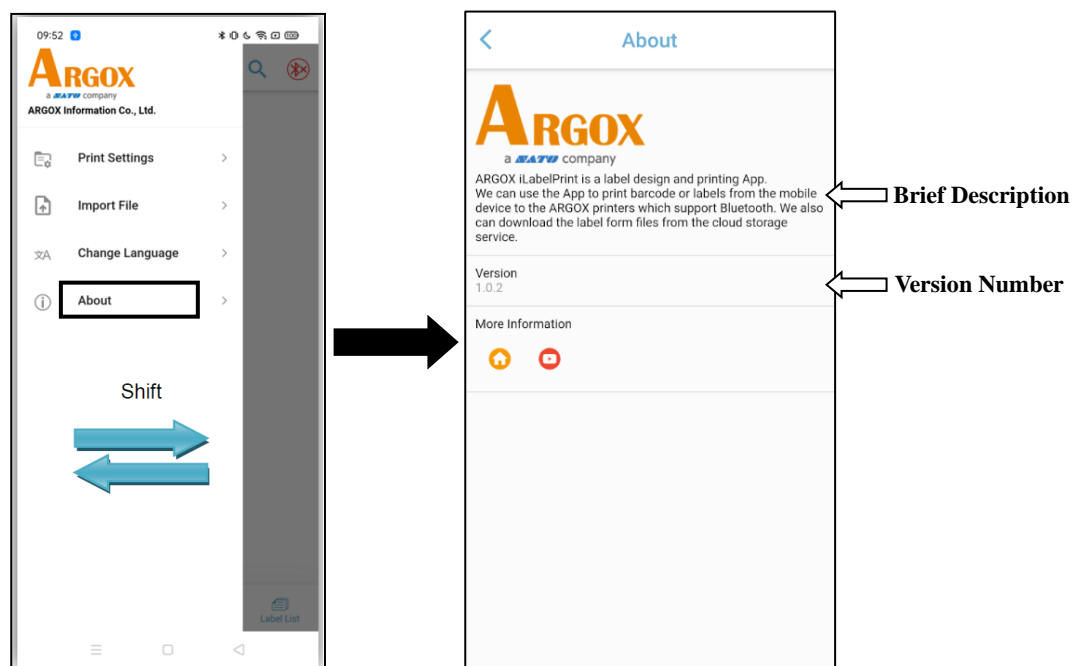 09:52
ARGOX
a SATO company
ARGOX Information Co., Ltd.
Print Settings
Import File
Change Language
About
Shift
Label List
About
ARGOX
a SATO company
ARGOX iLabelPrint is a label design and printing App.
We can use the App to print barcode or labels from the mobile
device to the ARGOX printers which support Bluetooth. We also
can download the label form files from the cloud storage
service.
Brief Description
Version
1.0.2
Version Number
More Information